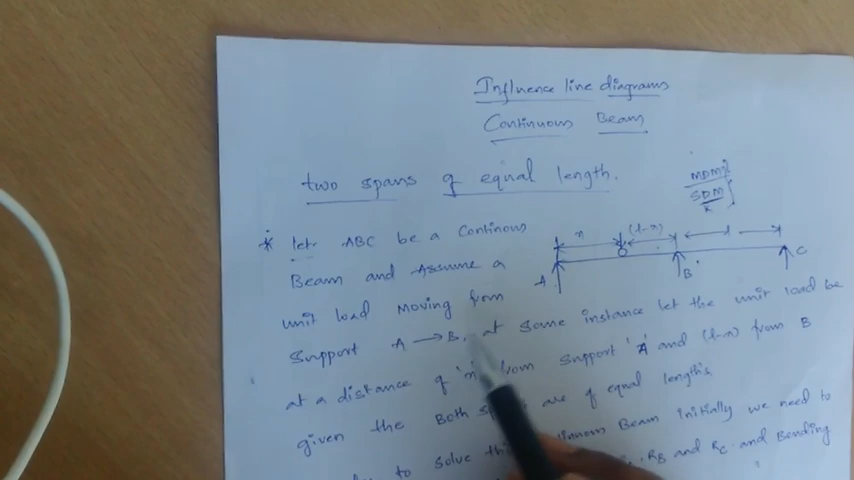 Influence line diagrams
Continuous Beam
two spans of equal length.
MDM
SDM
K
* let ABC be a Continous
x (l-x) l
Beam and Assume a
A B C
unit load moving from
Support A → B, at some instance let the unit load be
at a distance of 'x' from support 'A' and (l-x) from B
given the Both are of equal length's
to solve Beam initially we need to
RB and RC and Bending